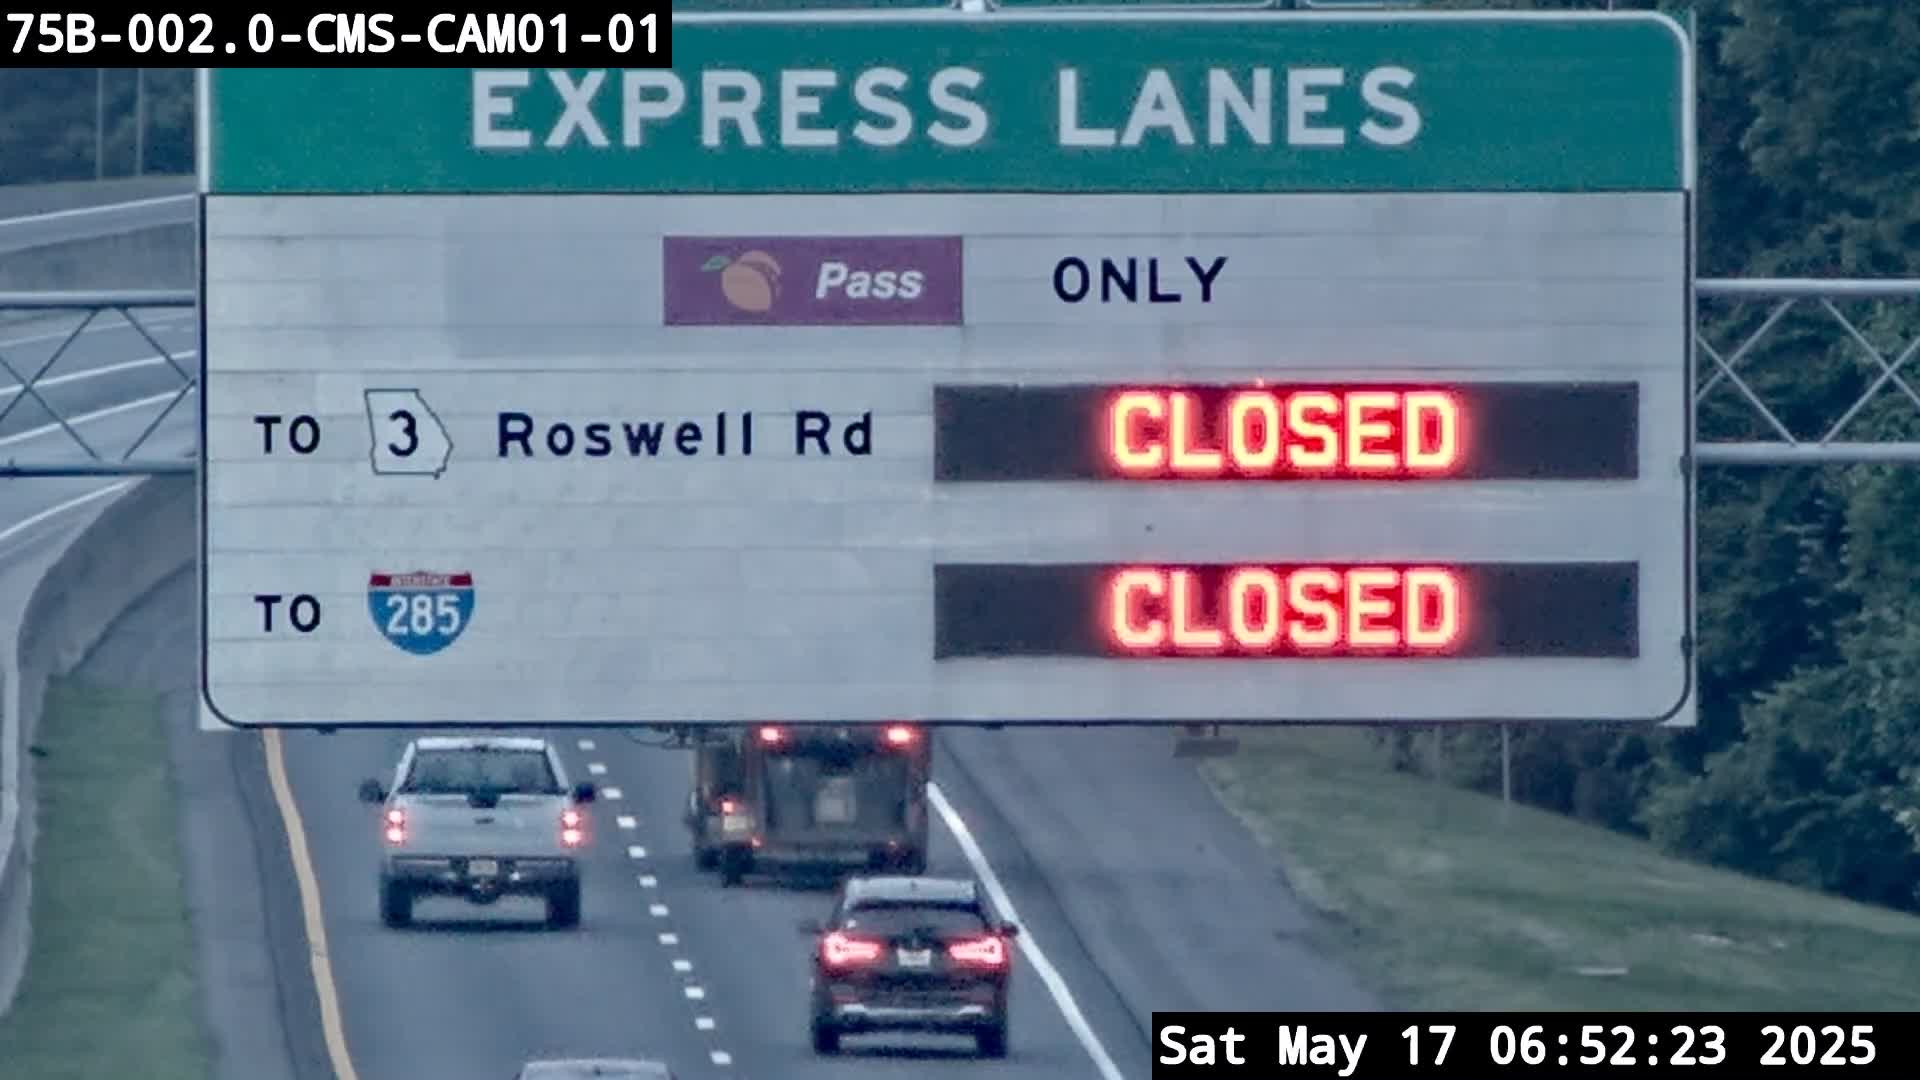 75B-002.0-CMS-CAM01-01
EXPRESS LANES
Pass ONLY
TO 3 Roswell Rd CLOSED
TO INTERSTATE 285 CLOSED
Sat May 17 06:52:23 2025